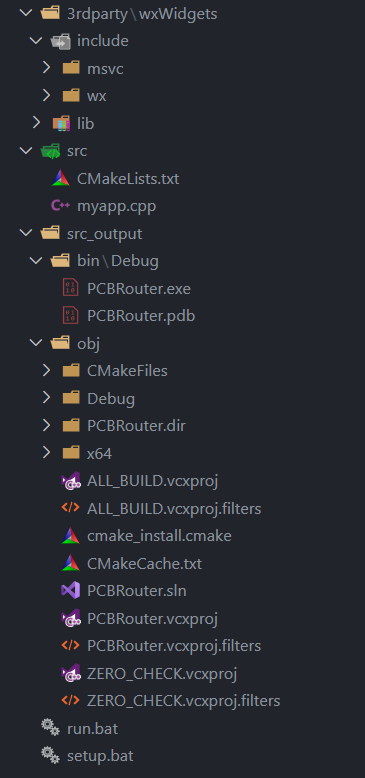 3rdparty\wxWidgets
include
msvc
wx
lib
src
CMakeLists.txt
myapp.cpp
src_output
bin\Debug
PCBRouter.exe
PCBRouter.pdb
obj
CMakeFiles
Debug
PCBRouter.dir
x64
ALL_BUILD.vcxproj
ALL_BUILD.vcxproj.filters
cmake_install.cmake
CMakeCache.txt
PCBRouter.sln
PCBRouter.vcxproj
PCBRouter.vcxproj.filters
ZERO_CHECK.vcxproj
ZERO_CHECK.vcxproj.filters
run.bat
setup.bat